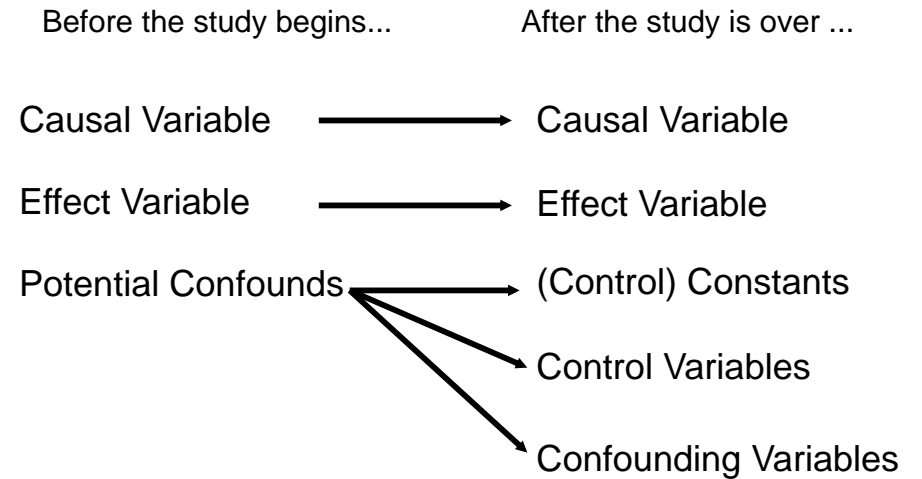 Before the study begins... After the study is over ...
Causal Variable Causal Variable
Effect Variable Effect Variable
Potential Confounds (Control) Constants
Control Variables
Confounding Variables